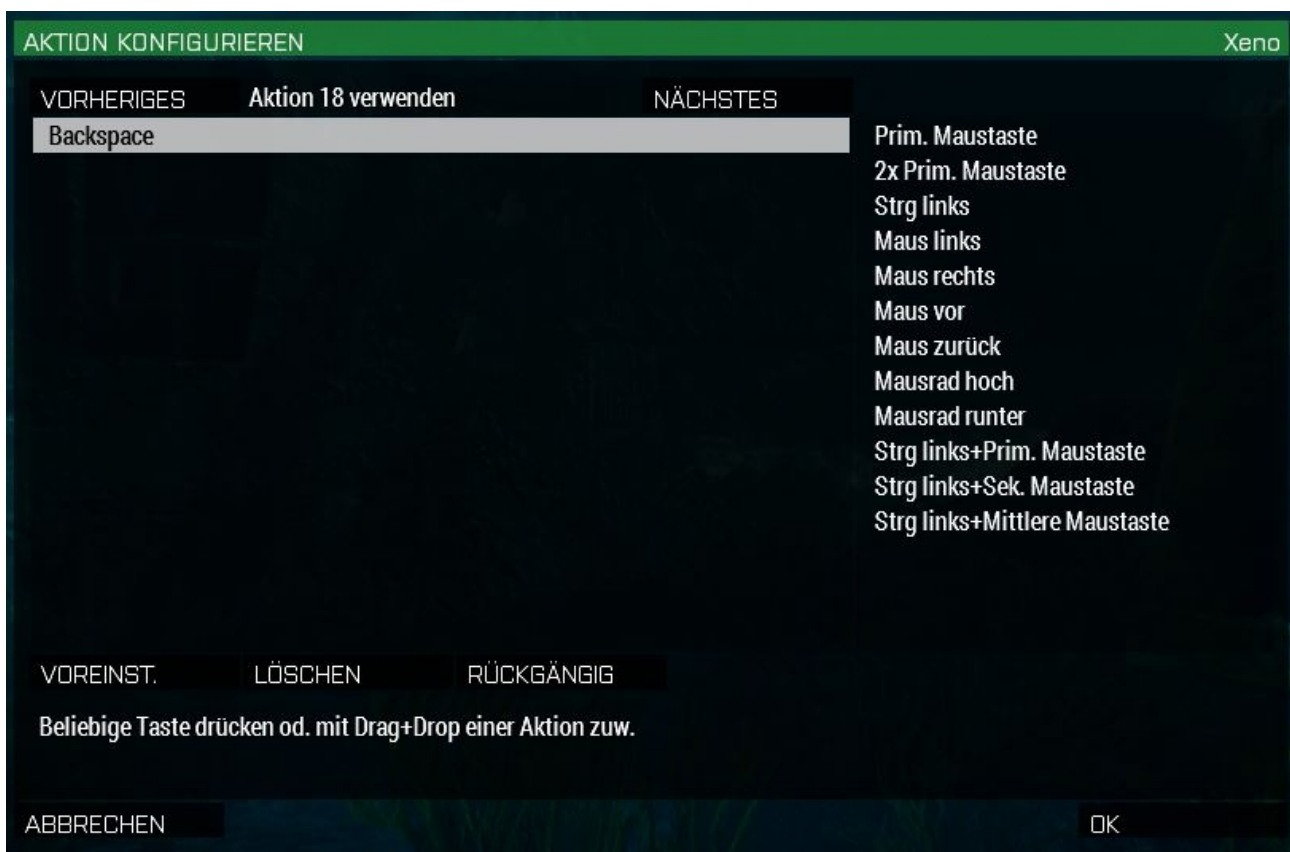 AKTION KONFIGURIEREN Xeno
VORHERIGES Aktion 18 verwenden NÄCHSTES
Backspace Prim. Maustaste
2x Prim. Maustaste
Strg links
Maus links
Maus rechts
Maus vor
Maus zurück
Mausrad hoch
Mausrad runter
Strg links+Prim. Maustaste
Strg links+Sek. Maustaste
Strg links+Mittlere Maustaste
VOREINST. LÖSCHEN RÜCKGÄNGIG
Beliebige Taste drücken od. mit Drag+Drop einer Aktion zuw.
ABBRECHEN OK